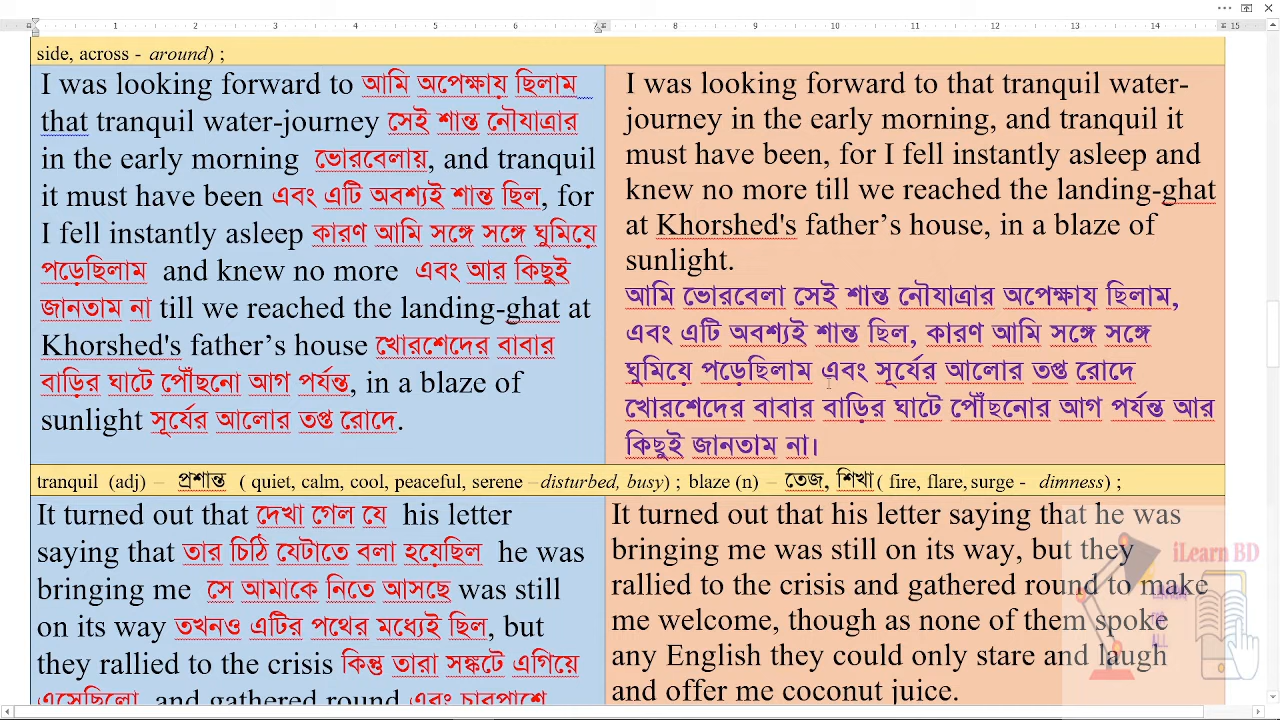 side, across - around) ;
I was looking forward to আমি অপেক্ষায় ছিলাম
that tranquil water-journey সেই শান্ত নৌযাত্রার
in the early morning ভোরবেলায়, and tranquil
it must have been এবং এটি অবশ্যই শান্ত ছিল, for
I fell instantly asleep কারণ আমি সঙ্গে সঙ্গে ঘুমিয়ে
পড়েছিলাম and knew no more এবং আর কিছুই
জানতাম না till we reached the landing-ghat at
Khorshed's father’s house খোরশেদের বাবার
বাড়ির ঘাটে পৌঁছনো আগ পর্যন্ত, in a blaze of
sunlight সূর্যের আলোর তপ্ত রোদে.
I was looking forward to that tranquil water-
journey in the early morning, and tranquil it
must have been, for I fell instantly asleep and
knew no more till we reached the landing-ghat
at Khorshed's father’s house, in a blaze of
sunlight.
আমি ভোরবেলা সেই শান্ত নৌযাত্রার অপেক্ষায় ছিলাম,
এবং এটি অবশ্যই শান্ত ছিল, কারণ আমি সঙ্গে সঙ্গে
ঘুমিয়ে পড়েছিলাম এবং সূর্যের আলোর তপ্ত রোদে
খোরশেদের বাবার বাড়ির ঘাটে পৌঁছনোর আগ পর্যন্ত আর
কিছুই জানতাম না।
tranquil (adj) – প্রশান্ত ( quiet, calm, cool, peaceful, serene – disturbed, busy) ; blaze (n) – তেজ, শিখা( fire, flare, surge - dimness) ;
It turned out that দেখা গেল যে his letter
saying that তার চিঠি যেটাতে বলা হয়েছিল he was
bringing me সে আমাকে নিতে আসছে was still
on its way তখনও এটির পথের মধ্যেই ছিল, but
they rallied to the crisis কিন্তু তারা সঙ্কটে এগিয়ে
এসেছিলো, and gathered round এবং চারপাশে
It turned out that his letter saying that he was
bringing me was still on its way, but they
rallied to the crisis and gathered round to make
me welcome, though as none of them spoke
any English they could only stare and laugh
and offer me coconut juice.
iLearn BD